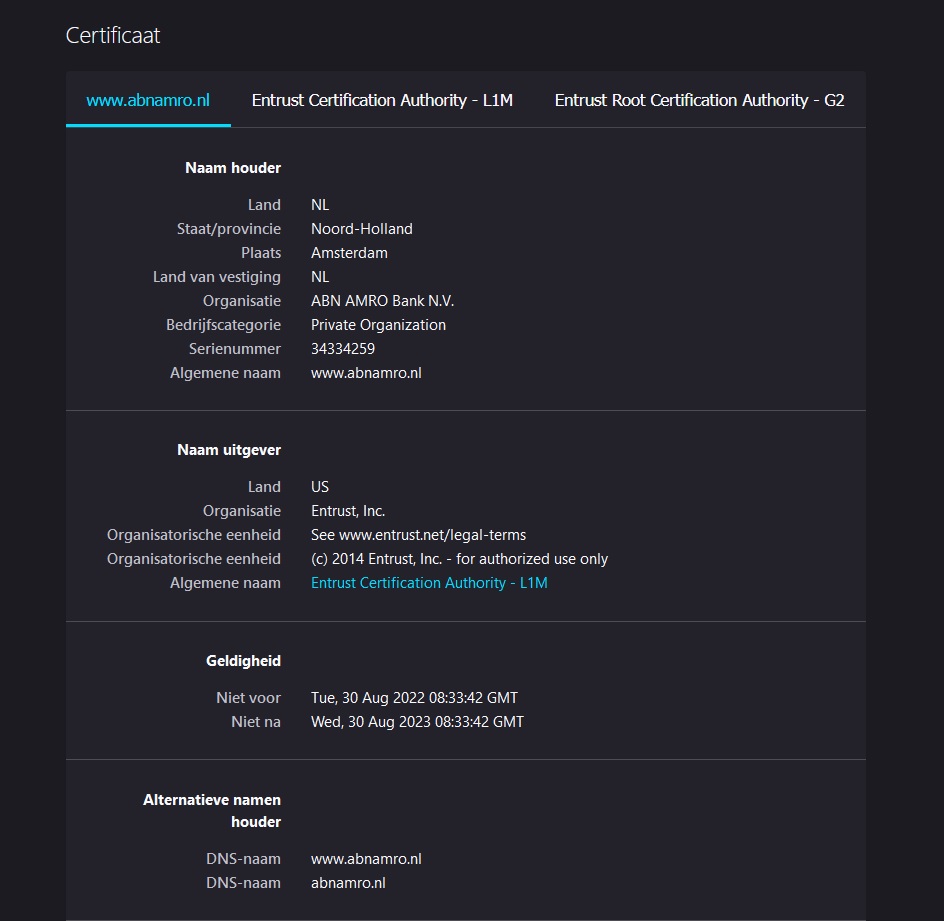 Certificaat
www.abnamro.nl Entrust Certification Authority - L1M Entrust Root Certification Authority - G2
Naam houder
Land NL
Staat/provincie Noord-Holland
Plaats Amsterdam
Land van vestiging NL
Organisatie ABN AMRO Bank N.V.
Bedrijfscategorie Private Organization
Serienummer 34334259
Algemene naam www.abnamro.nl
Naam uitgever
Land US
Organisatie Entrust, Inc.
Organisatorische eenheid See www.entrust.net/legal-terms
Organisatorische eenheid (c) 2014 Entrust, Inc. - for authorized use only
Algemene naam Entrust Certification Authority - L1M
Geldigheid
Niet voor Tue, 30 Aug 2022 08:33:42 GMT
Niet na Wed, 30 Aug 2023 08:33:42 GMT
Alternatieve namen
houder
DNS-naam www.abnamro.nl
DNS-naam abnamro.nl